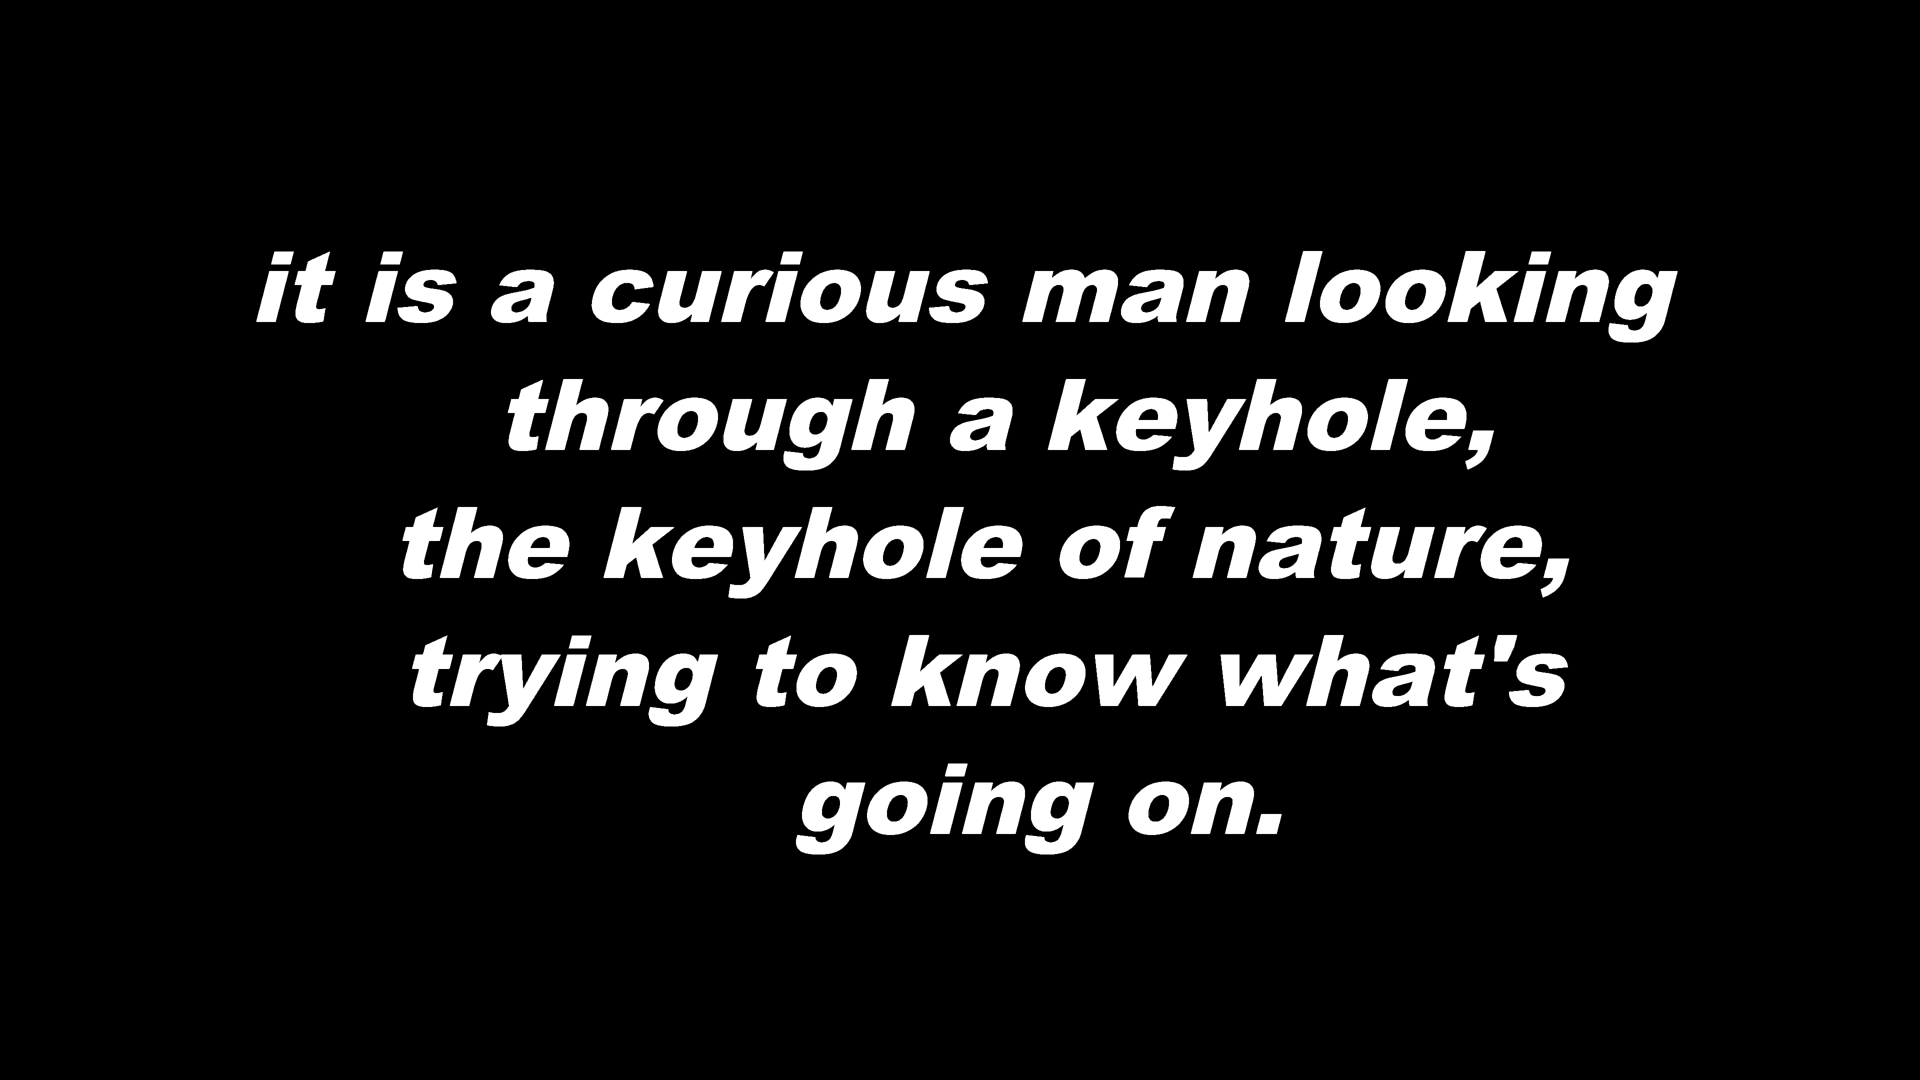 it is a curious man looking
through a keyhole,
the keyhole of nature,
trying to know what's
going on.